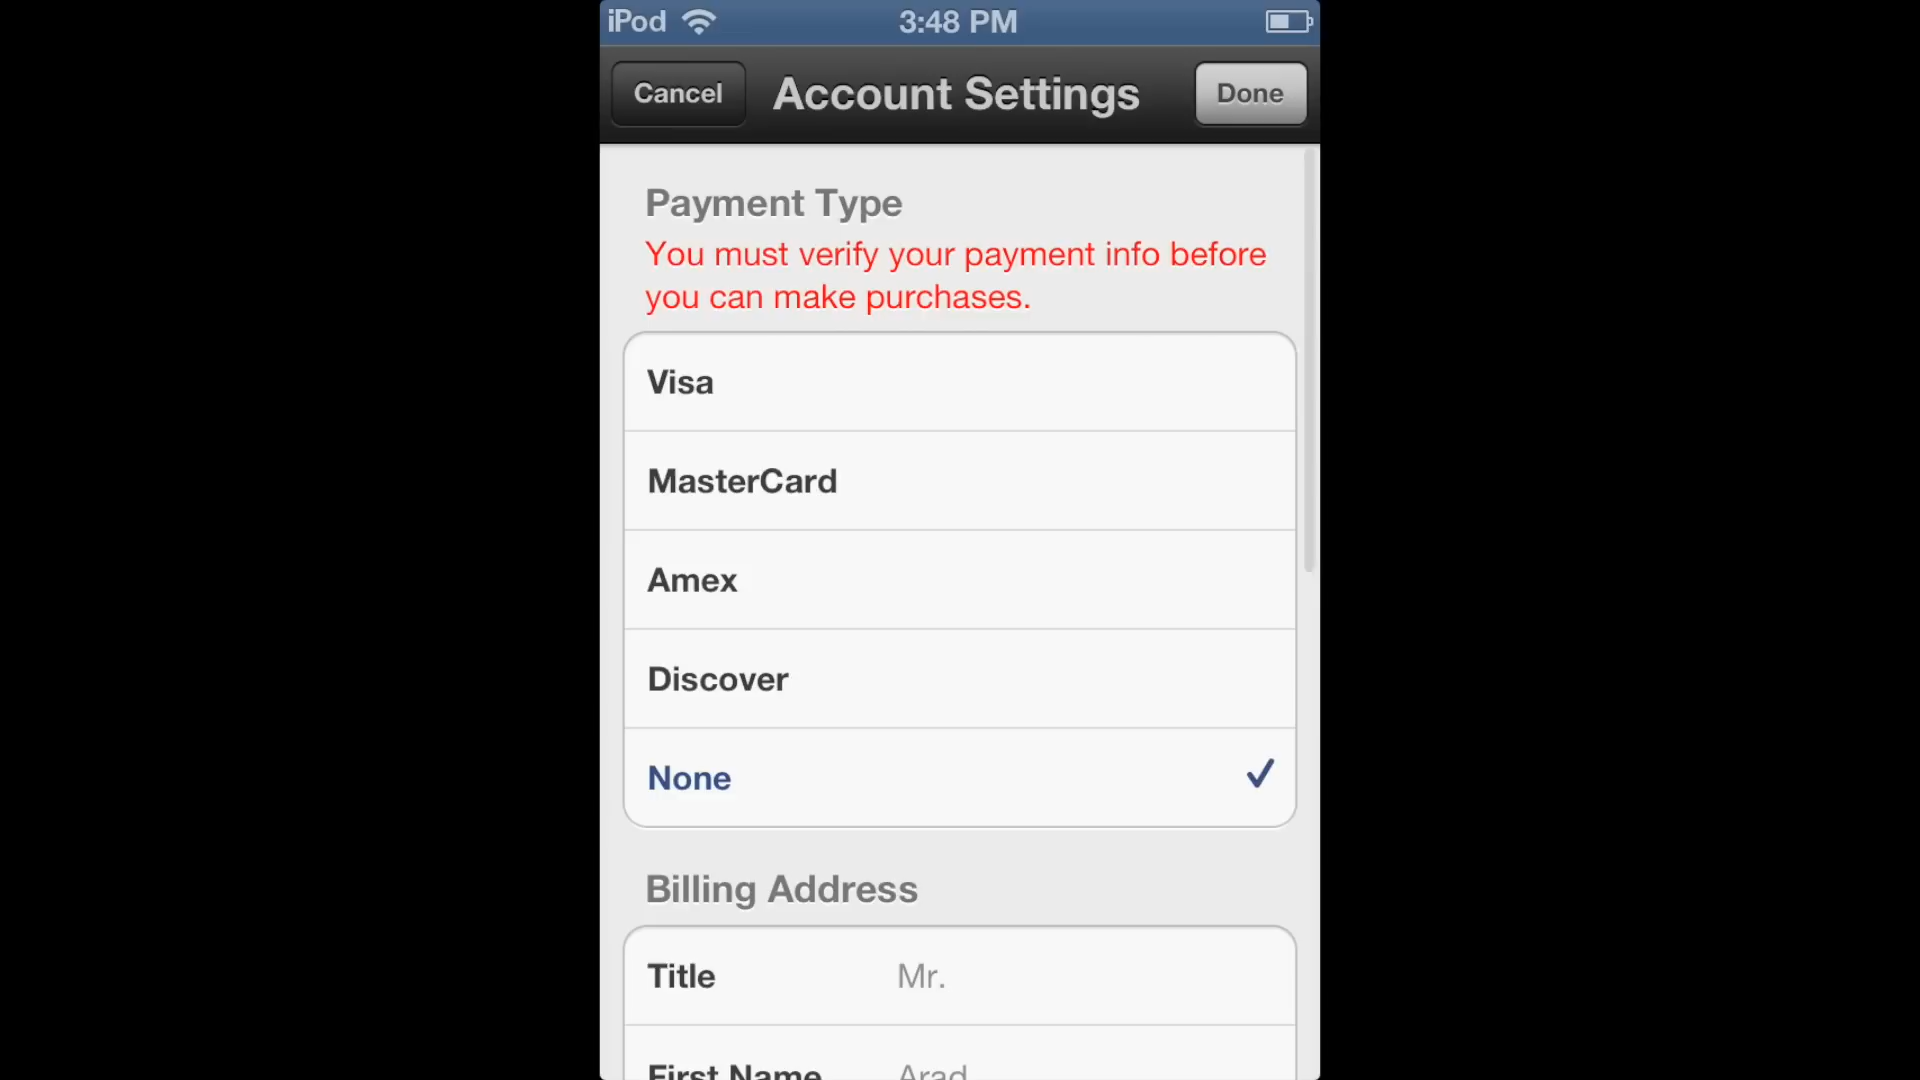 iPod 3:48 PM
Cancel Account Settings Done
Payment Type
You must verify your payment info before
you can make purchases.
Visa
MasterCard
Amex
Discover
None
Billing Address
Title Mr.
First Name Arad